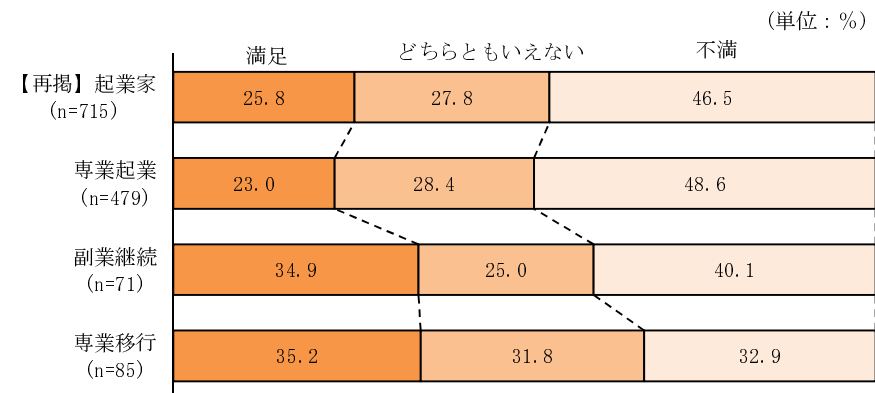 （単位：％）
満足 どちらともいえない 不満
【再掲】起業家
（n=715）
25.8 27.8 46.5
専業起業
（n=479）
23.0 28.4 48.6
副業継続
（n=71）
34.9 25.0 40.1
専業移行
（n=85）
35.2 31.8 32.9